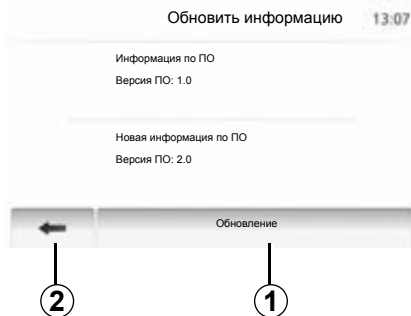 Обновить информацию 13:07
Информация по ПО
Версия ПО: 1.0
Новая информация по ПО
Версия ПО: 2.0
Обновление
2 1